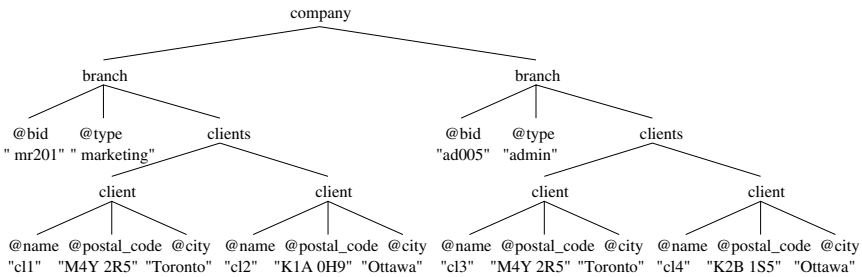 company
branch branch
@bid @type clients @bid @type clients
" mr201" " marketing" "ad005" "admin"
client client client client
@name @postal_code @city @name @postal_code @city @name @postal_code @city @name @postal_code @city
"cl1" "M4Y 2R5" "Toronto" "cl2" "K1A 0H9" "Ottawa" "cl3" "M4Y 2R5" "Toronto" "cl4" "K2B 1S5" "Ottawa"